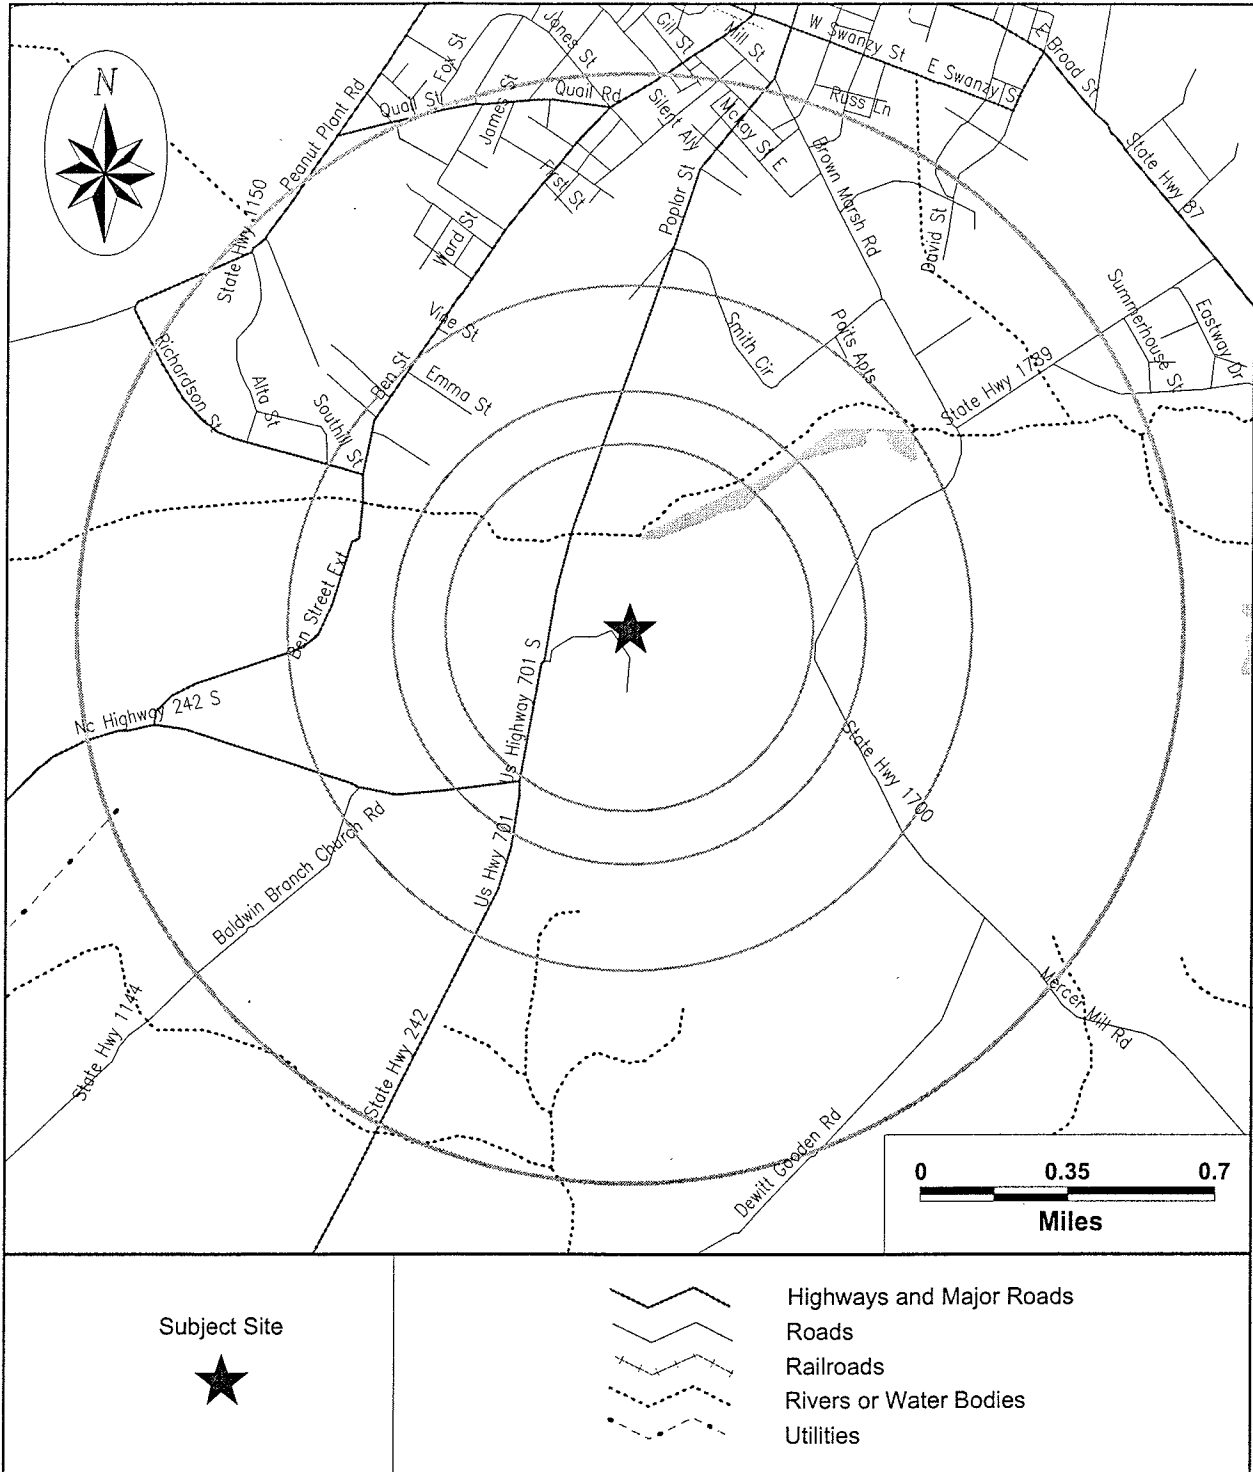 N
Peanut Plant Rd
Fox St
Jones St
Gill St
Mill St
W Swanzy St
E Swanzy S
E Broad St
Quail St
James St
Quail Rd
Silent Aly
Mckay St E
Russ Ln
Brown Marsh Rd
State Hwy 87
State Hwy 1150
First St
Ward St
Poplar St
David St
Summerhouse St
Eastway Dr
Vine St
Smith Cir
Potts Apts
State Hwy 1739
Richardson St
Alta St
Southill St
Ben St
Emma St
Ben Street Ext
Us Highway 701 S
Nc Highway 242 S
State Hwy 1700
Us Hwy 701
Baldwin Branch Church Rd
State Hwy 1144
State Hwy 242
Mercer Mill Rd
Dewitt Gooden Rd
0 0.35 0.7
Miles
Subject Site
Highways and Major Roads
Roads
Railroads
Rivers or Water Bodies
Utilities